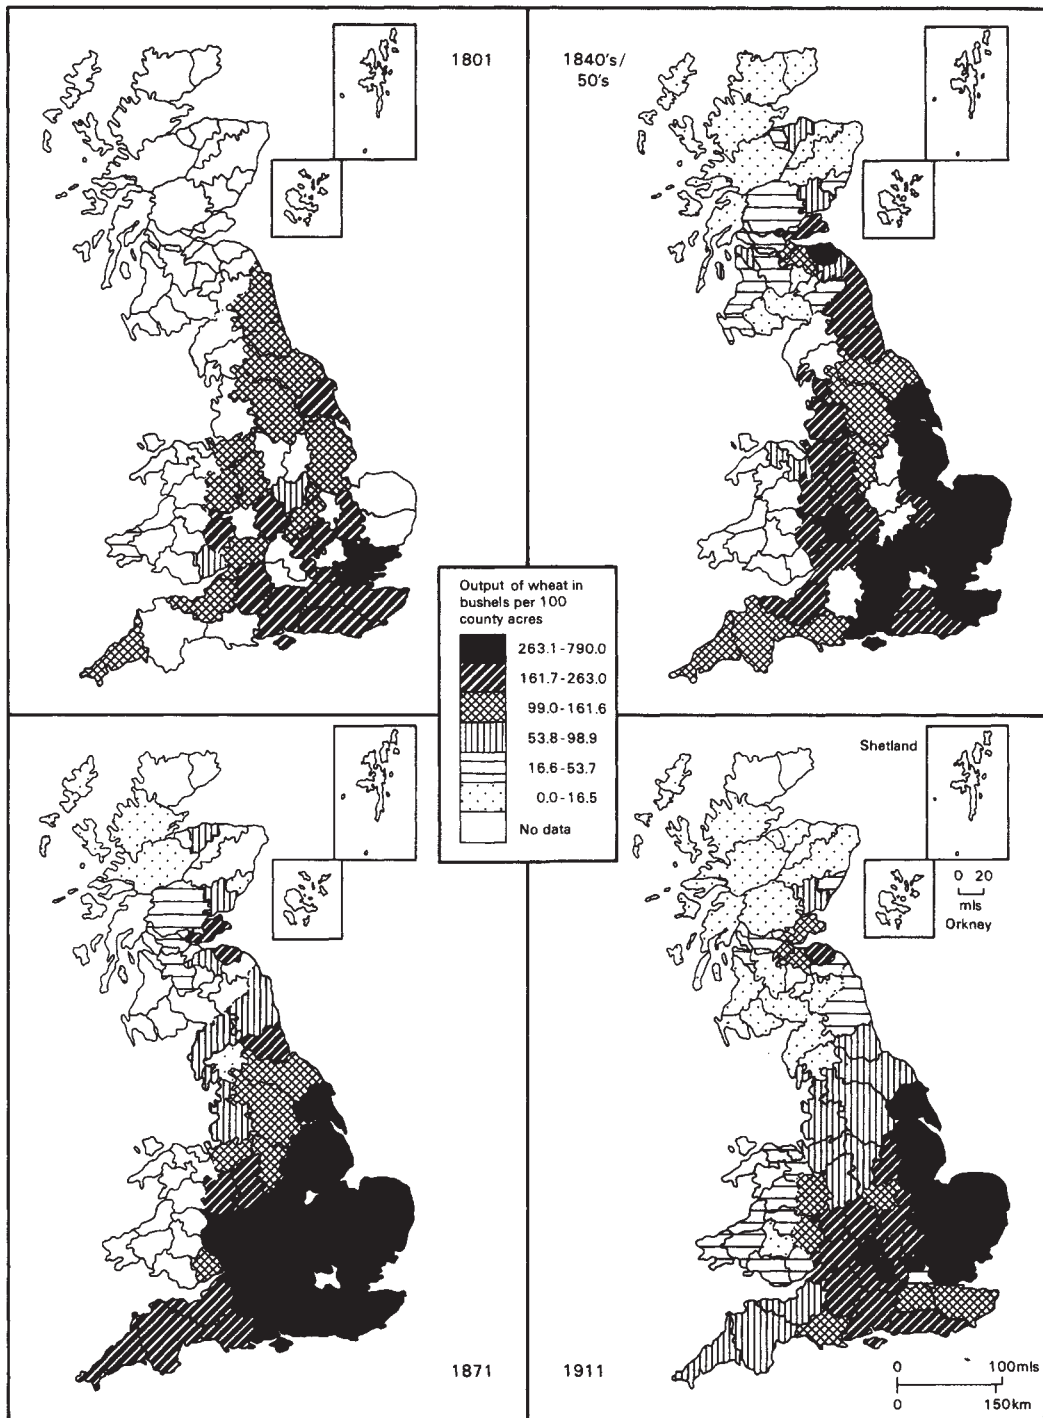 1801
1840's/
50's
Output of wheat in
bushels per 100
county acres
263.1-790.0
161.7-263.0
99.0-161.6
53.8-98.9
16.6-53.7
0.0-16.5
No data
Shetland
0 20
mls
Orkney
1871
1911
0 100mls
0 150km